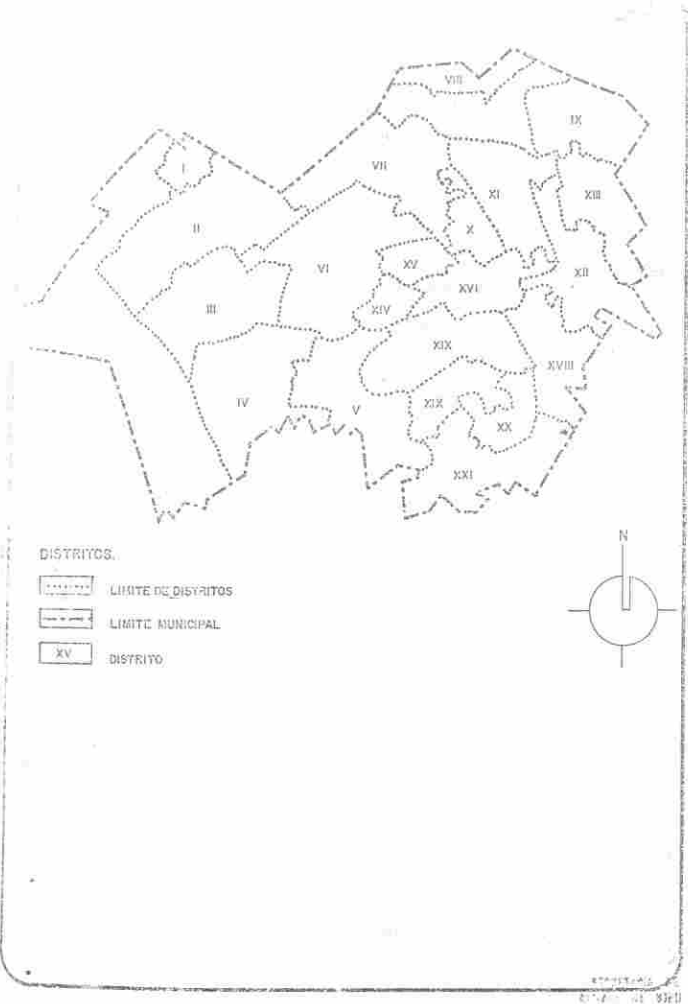 VIII
IX
I
VII
XI
XIII
II
X
VI
XV
XII
XVI
III
XIV
XIX
XVIII
IV
V
XIX
XX
XXI
DISTRITOS.
N
LIMITE DE DISTRITOS
LIMITE MUNICIPAL
XV DISTRITO